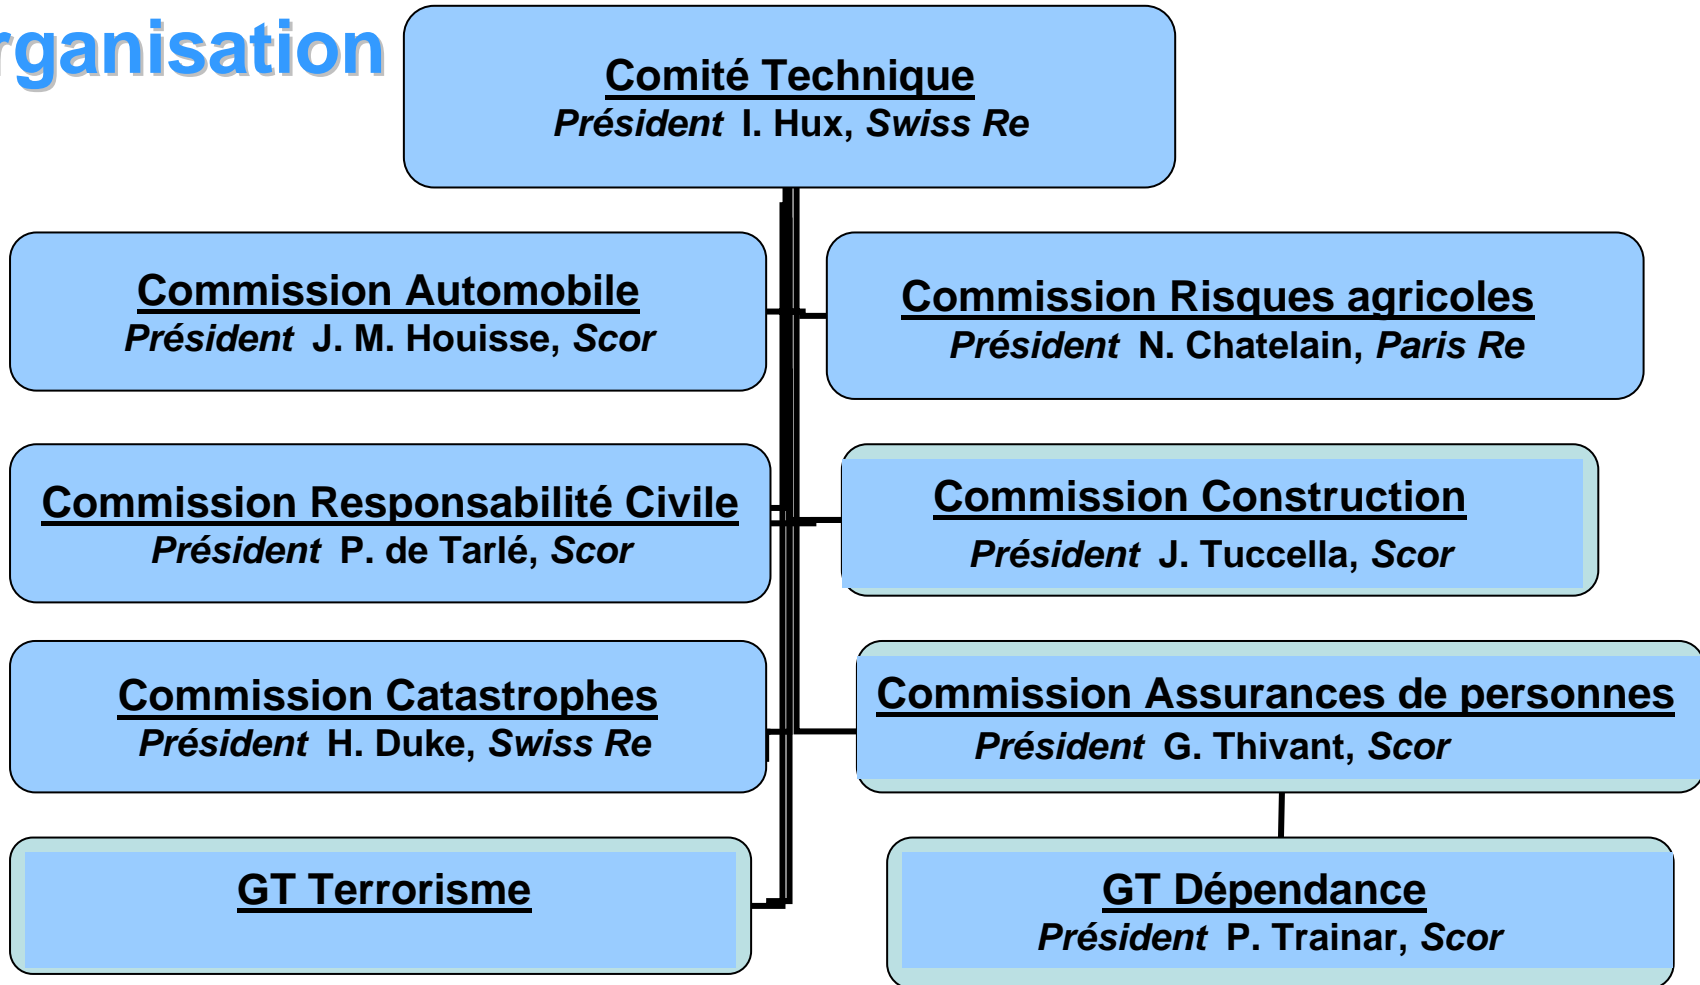 rganisation
Comité Technique
Président I. Hux, Swiss Re
Commission Automobile
Président J. M. Houisse, Scor
Commission Risques agricoles
Président N. Chatelain, Paris Re
Commission Responsabilité Civile
Président P. de Tarlé, Scor
Commission Construction
Président J. Tuccella, Scor
Commission Catastrophes
Président H. Duke, Swiss Re
Commission Assurances de personnes
Président G. Thivant, Scor
GT Terrorisme
GT Dépendance
Président P. Trainar, Scor